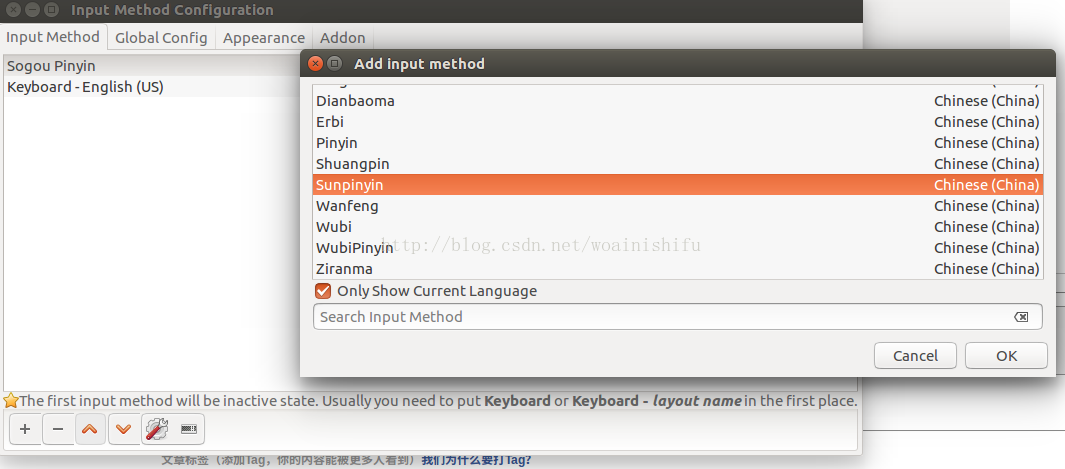 Input Method Configuration
Input Method Global Config Appearance Addon
Sogou Pinyin
Keyboard - English (US)
Add input method
Dianbaoma Chinese (China)
Erbi Chinese (China)
Pinyin Chinese (China)
Shuangpin Chinese (China)
Sunpinyin Chinese (China)
Wanfeng Chinese (China)
Wubi Chinese (China)
WubiPinyin Chinese (China)
Ziranma Chinese (China)
http://blog.csdn.net/woainishifu
Only Show Current Language
Search Input Method
Cancel OK
The first input method will be inactive state. Usually you need to put Keyboard or Keyboard - layout name in the first place.
文章标签（添加Tag，你的内容能被更多人看到）我们为什么要打Tag?